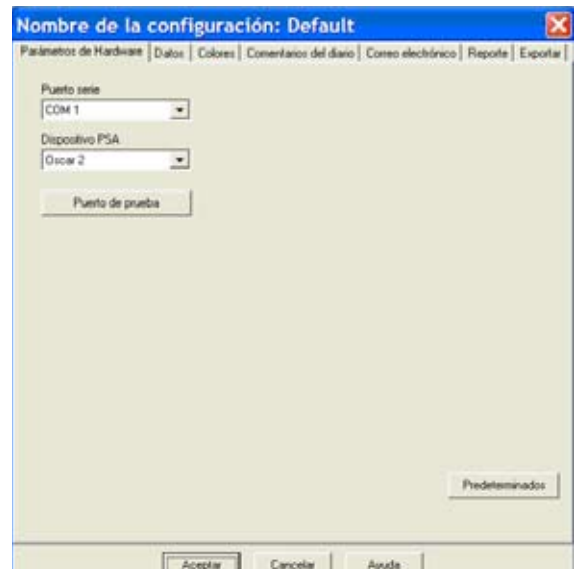 Nombre de la configuración: Default
Parámetros de Hardware Datos Colores Comentarios del diario Correo electrónico Reporte Exportar
Puerto serie
COM 1
Dispositivo PSA
Oscar 2
Puerto de prueba
Predeterminados
Aceptar Cancelar Ayuda